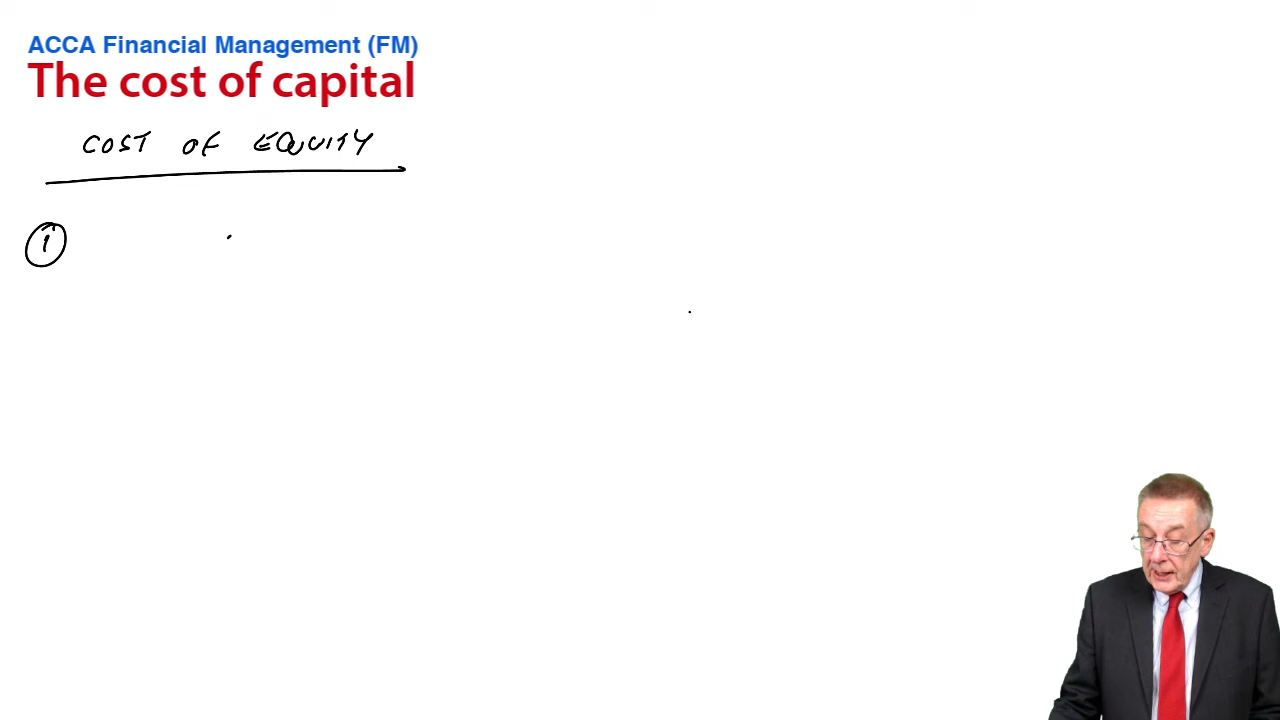 ACCA Financial Management (FM)
The cost of capital
COST OF EQUITY
1